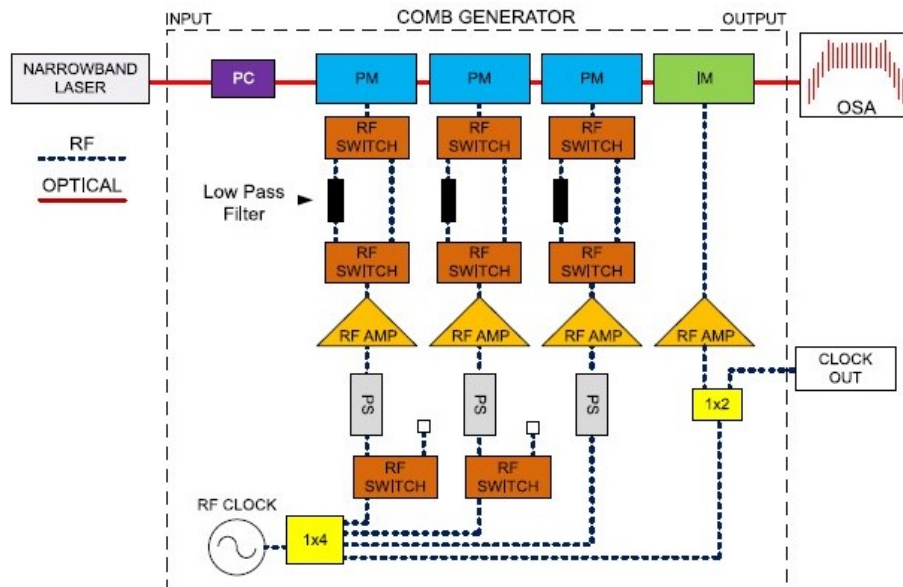 INPUT
COMB GENERATOR
OUTPUT
NARROWBAND
LASER
PC
PM
PM
PM
IM
OSA
RF
OPTICAL
RF
SWITCH
RF
SWITCH
RF
SWITCH
Low Pass
Filter
RF
SWITCH
RF
SWITCH
RF
SWITCH
RF AMP
RF AMP
RF AMP
RF AMP
CLOCK
OUT
PS
PS
PS
1x2
RF
SWITCH
RF
SWITCH
RF CLOCK
1x4